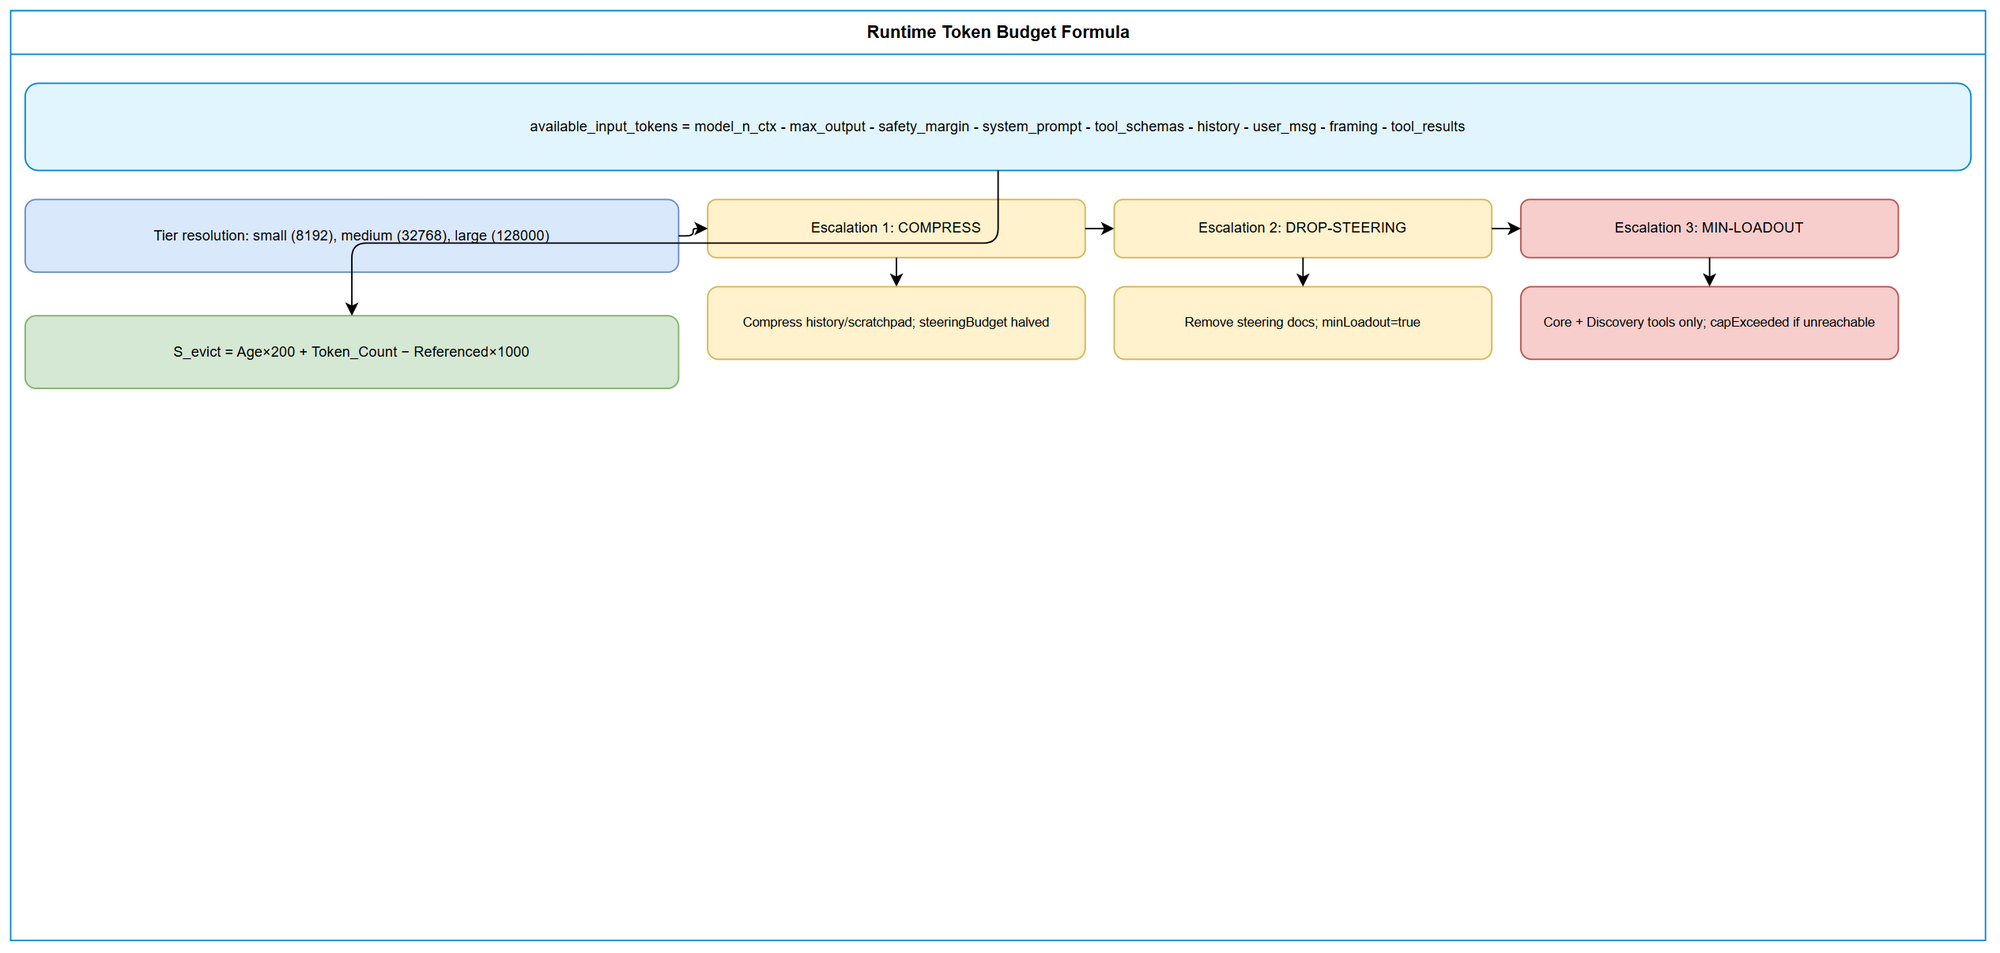 Runtime Token Budget Formula
available_input_tokens = model_n_ctx - max_output - safety_margin - system_prompt - tool_schemas - history - user_msg - framing - tool_results
Tier resolution: small (8192), medium (32768), large (128000)
Escalation 1: COMPRESS
Escalation 2: DROP-STEERING
Escalation 3: MIN-LOADOUT
Compress history/scratchpad; steeringBudget halved
Remove steering docs; minLoadout=true
Core + Discovery tools only; capExceeded if unreachable
S_evict = Age×200 + Token_Count − Referenced×1000